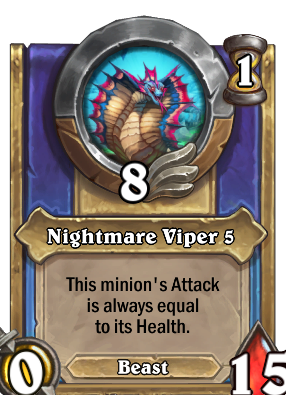 1
8
Nightmare Viper 5
This minion's Attack
is always equal
to its Health.
Beast
0
15